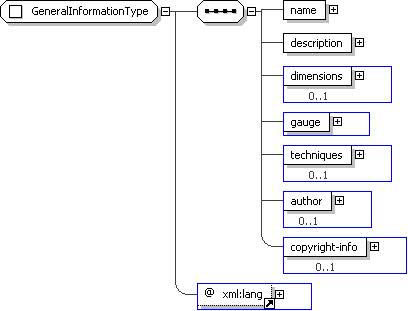 GeneralInformationType
name
description
dimensions
0..1
gauge
techniques
0..1
author
0..1
copyright-info
0..1
@ xml:lang